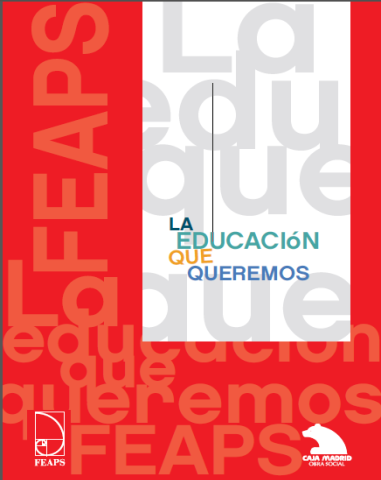 FEAPS
La
edu
que
que
LA
EDUCACIóN
QUE
QUEREMOS
La
educación
que
queremos
FEAPS
FEAPS
CAJA MADRID
OBRA SOCIAL